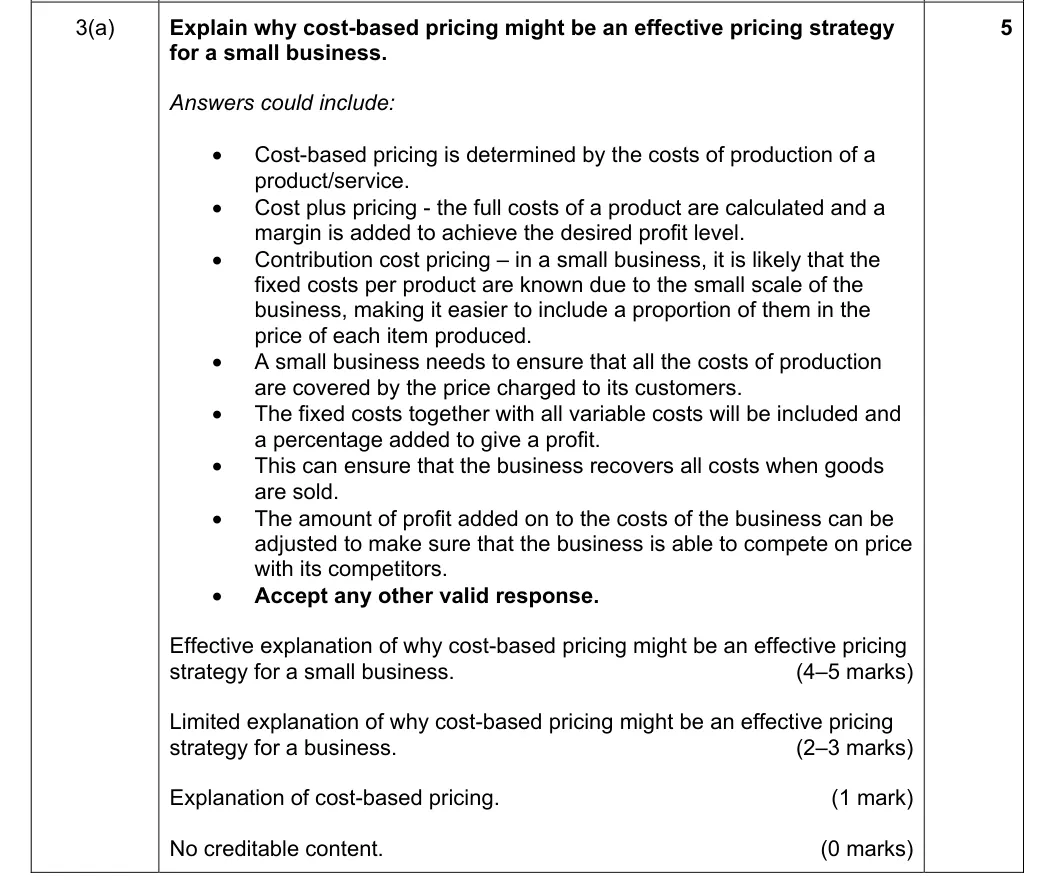 3(a) Explain why cost-based pricing might be an effective pricing strategy 5
for a small business.
Answers could include:
• Cost-based pricing is determined by the costs of production of a
product/service.
• Cost plus pricing - the full costs of a product are calculated and a
margin is added to achieve the desired profit level.
• Contribution cost pricing – in a small business, it is likely that the
fixed costs per product are known due to the small scale of the
business, making it easier to include a proportion of them in the
price of each item produced.
• A small business needs to ensure that all the costs of production
are covered by the price charged to its customers.
• The fixed costs together with all variable costs will be included and
a percentage added to give a profit.
• This can ensure that the business recovers all costs when goods
are sold.
• The amount of profit added on to the costs of the business can be
adjusted to make sure that the business is able to compete on price
with its competitors.
• Accept any other valid response.
Effective explanation of why cost-based pricing might be an effective pricing
strategy for a small business. (4–5 marks)
Limited explanation of why cost-based pricing might be an effective pricing
strategy for a business. (2–3 marks)
Explanation of cost-based pricing. (1 mark)
No creditable content. (0 marks)